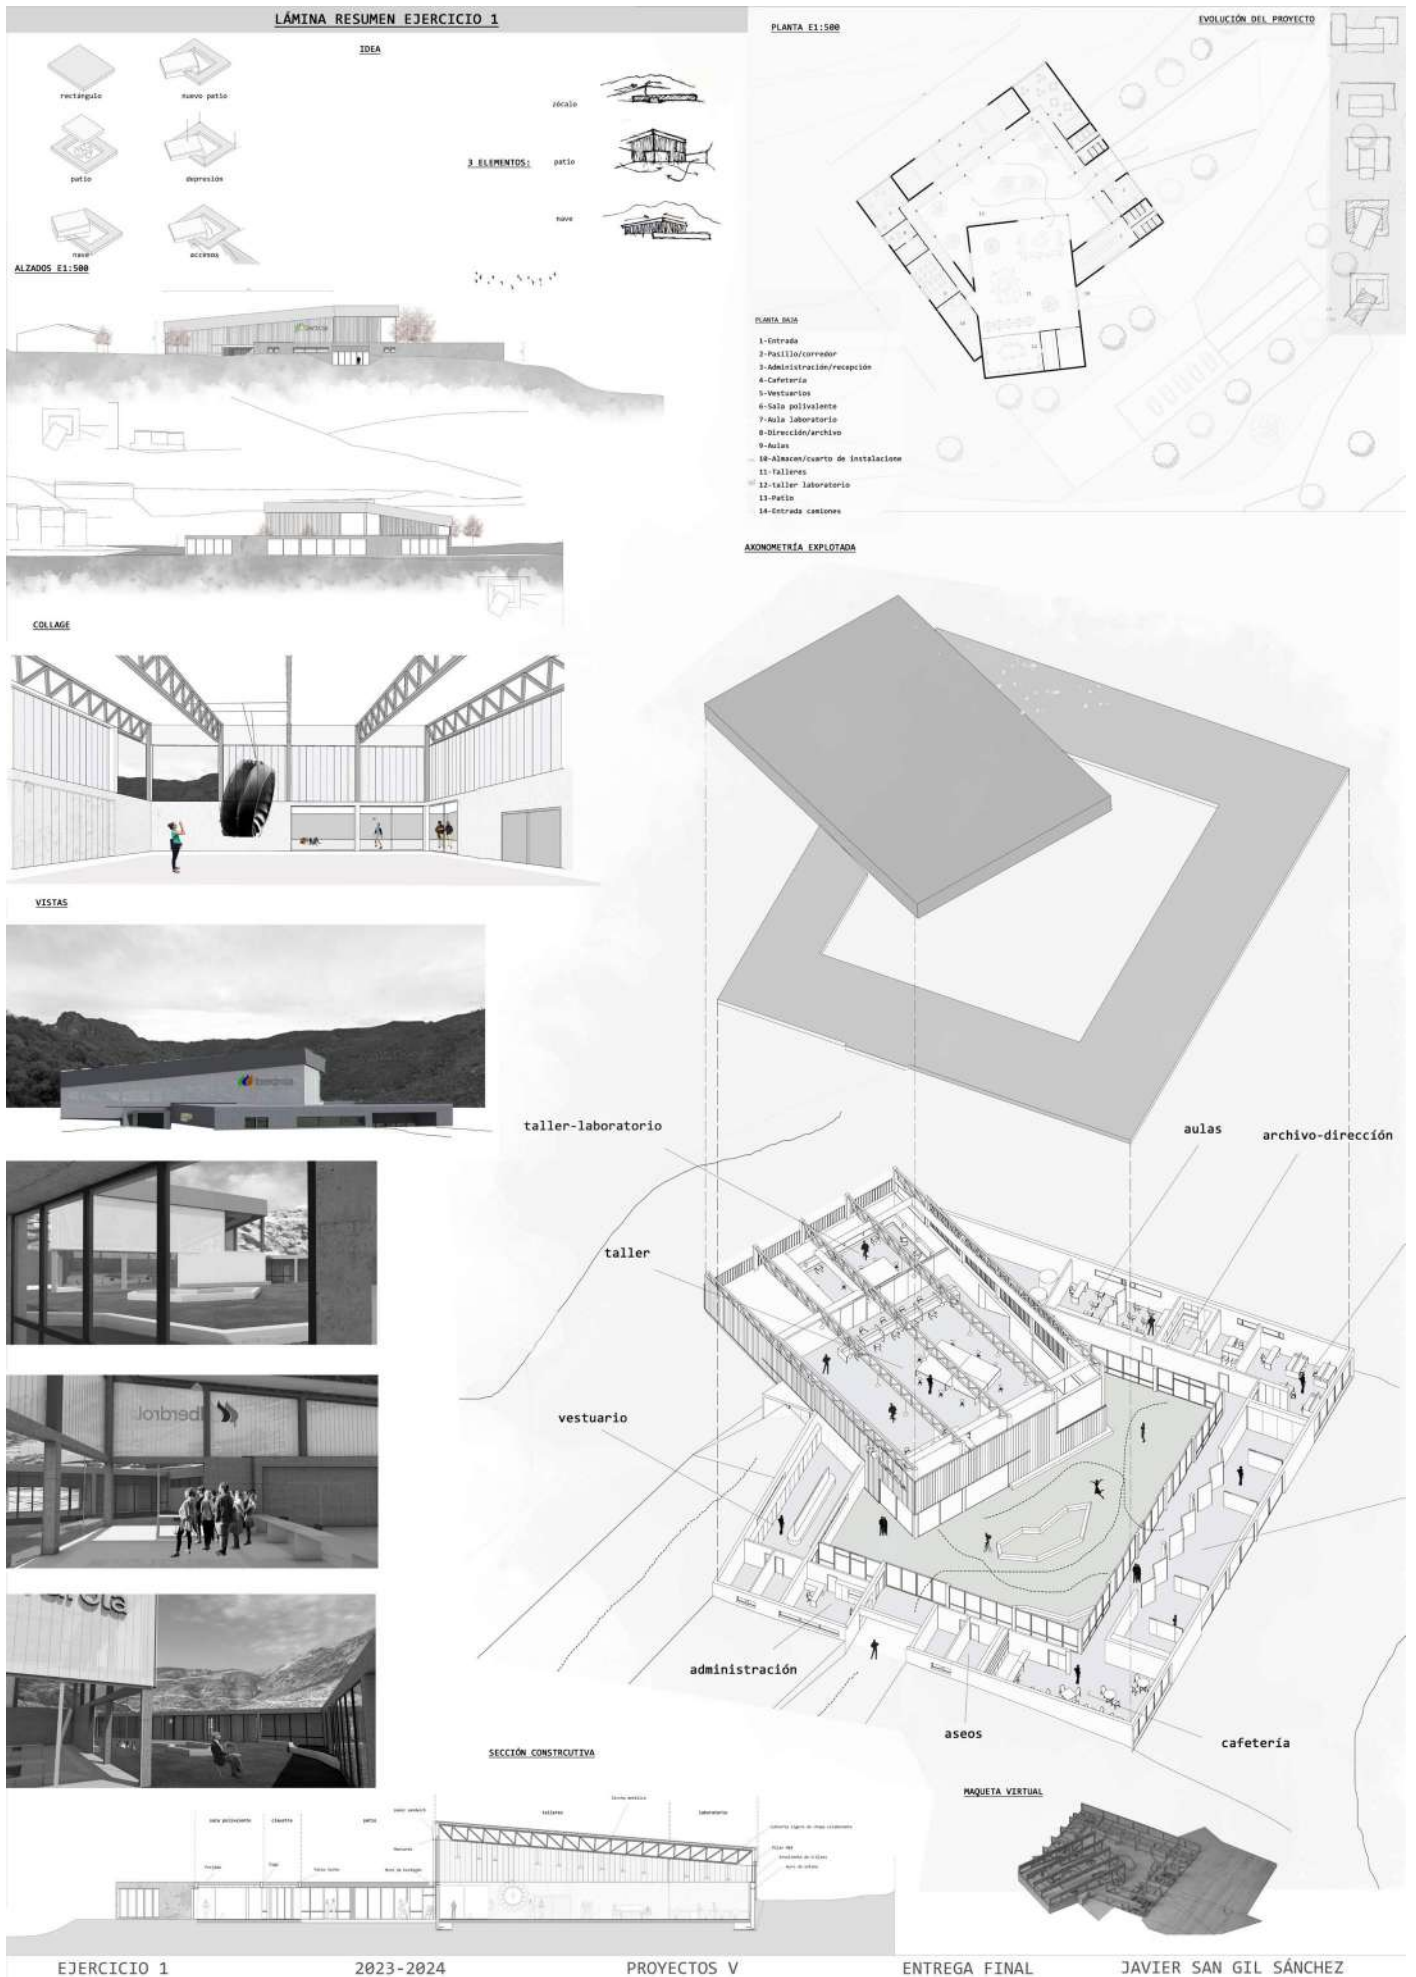 LÁMINA RESUMEN EJERCICIO 1
IDEA
rectángulo
nuevo patio
patio
depresión
nave
accesos
3 ELEMENTOS:
zócalo
patio
nave
ALZADOS E1:500
iberdrola
COLLAGE
VISTAS
iberdrola
PLANTA E1:500
EVOLUCIÓN DEL PROYECTO
PLANTA BAJA
1-Entrada
2-Pasillo/corredor
3-Administración/recepción
4-Cafetería
5-Vestuarios
6-Sala polivalente
7-Aula laboratorio
8-Dirección/archivo
9-Aulas
10-Almacen/cuarto de instalacione
11-Talleres
12-taller laboratorio
13-Patio
14-Entrada camiones
AXONOMETRÍA EXPLOTADA
taller-laboratorio
aulas
archivo-dirección
taller
vestuario
administración
aseos
cafetería
SECCIÓN CONSTRCUTIVA
sala polivalente
claustro
patio
talleres
laboratorio
MAQUETA VIRTUAL
EJERCICIO 1
2023-2024
PROYECTOS V
ENTREGA FINAL
JAVIER SAN GIL SÁNCHEZ